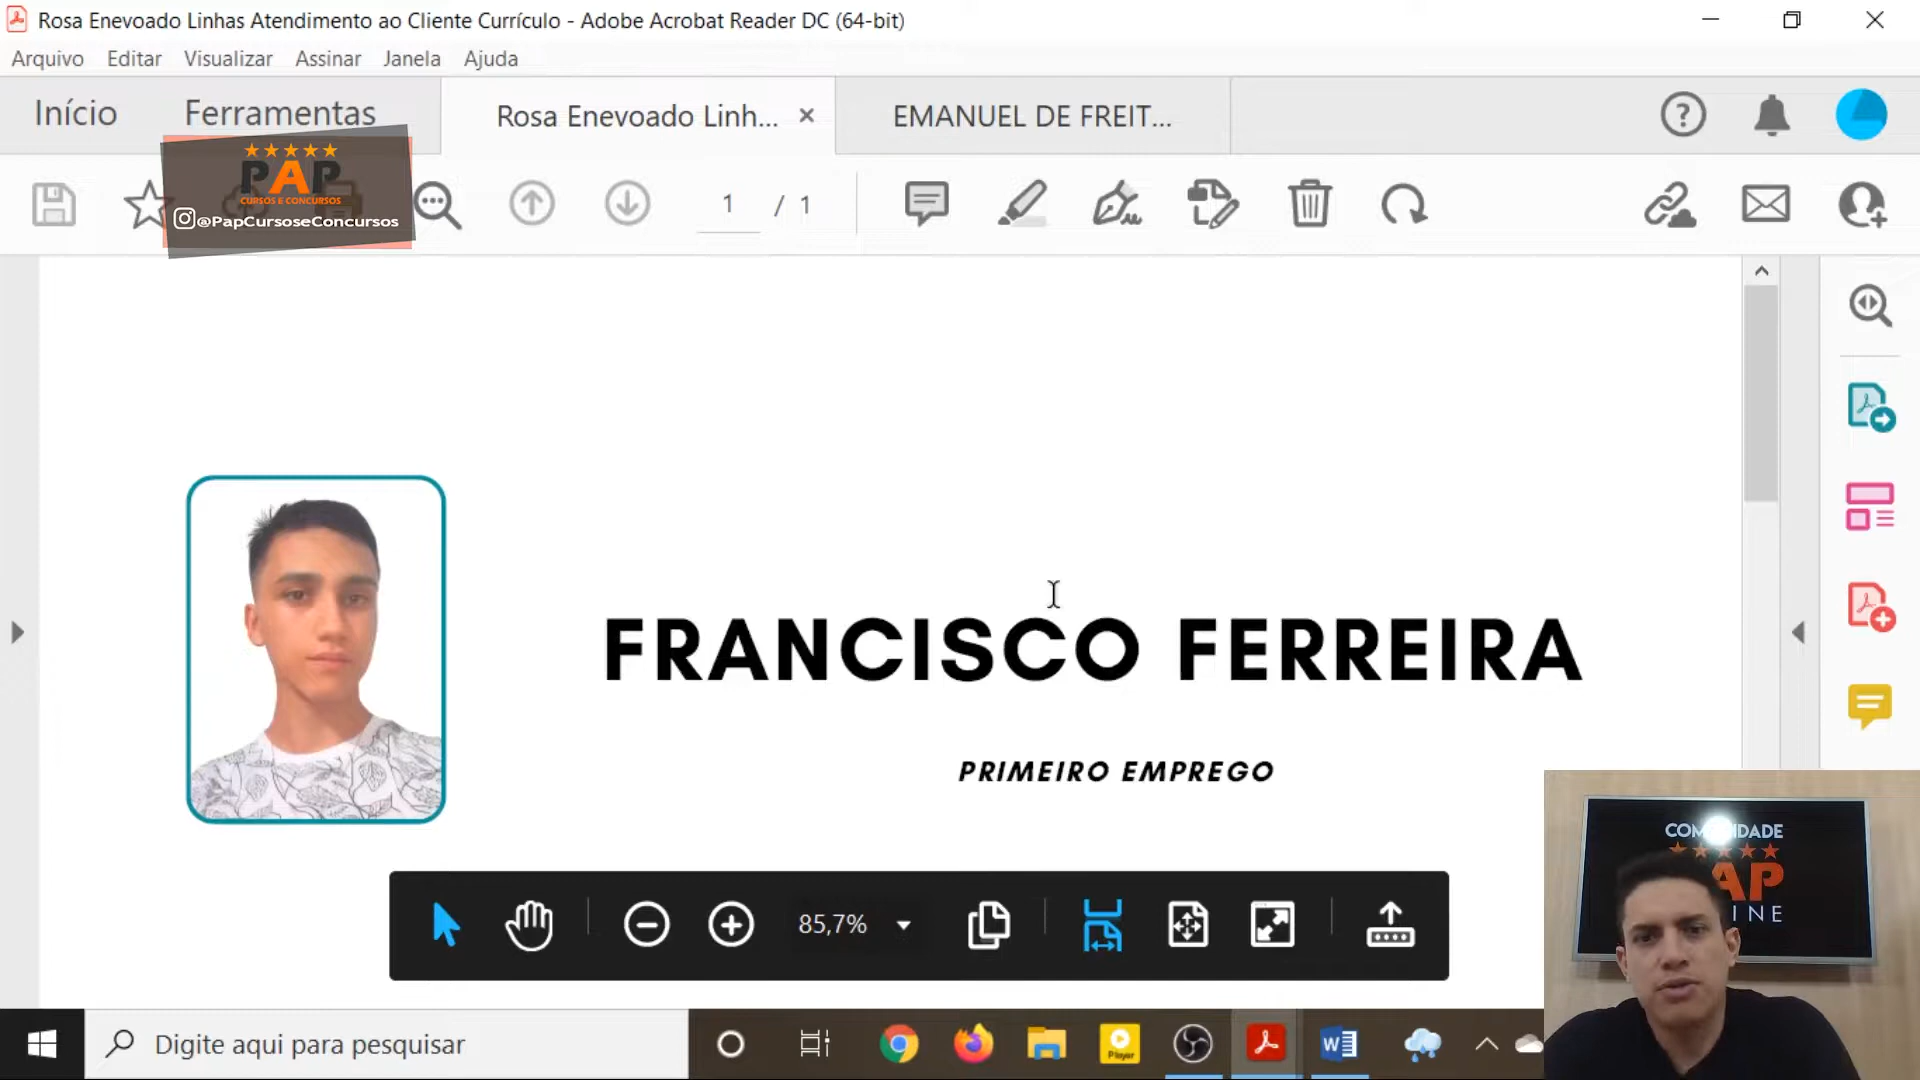 Rosa Enevoado Linhas Atendimento ao Cliente Currículo - Adobe Acrobat Reader DC (64-bit)
Arquivo Editar Visualizar Assinar Janela Ajuda
Início Ferramentas Rosa Enevoado Linh... EMANUEL DE FREIT...
PAP
CURSOS E CONCURSOS
@PapCursoseConcursos
1 / 1
FRANCISCO FERREIRA
PRIMEIRO EMPREGO
85,7%
COMUNIDADE
Digite aqui para pesquisar
Player